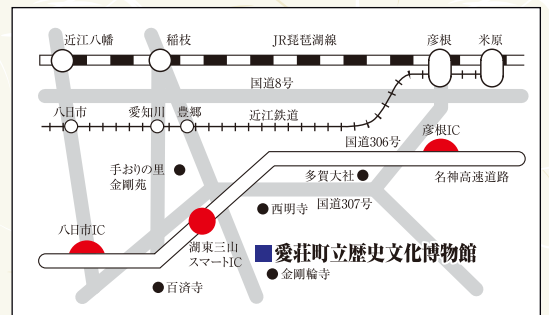 近江八幡
稲枝
JR琵琶湖線
彦根
米原
国道8号
八日市
愛知川
豊郷
近江鉄道
国道306号
彦根IC
手おりの里
金剛苑
多賀大社
名神高速道路
西明寺
国道307号
八日市IC
湖東三山
スマートIC
愛荘町立歴史文化博物館
金剛輪寺
百済寺